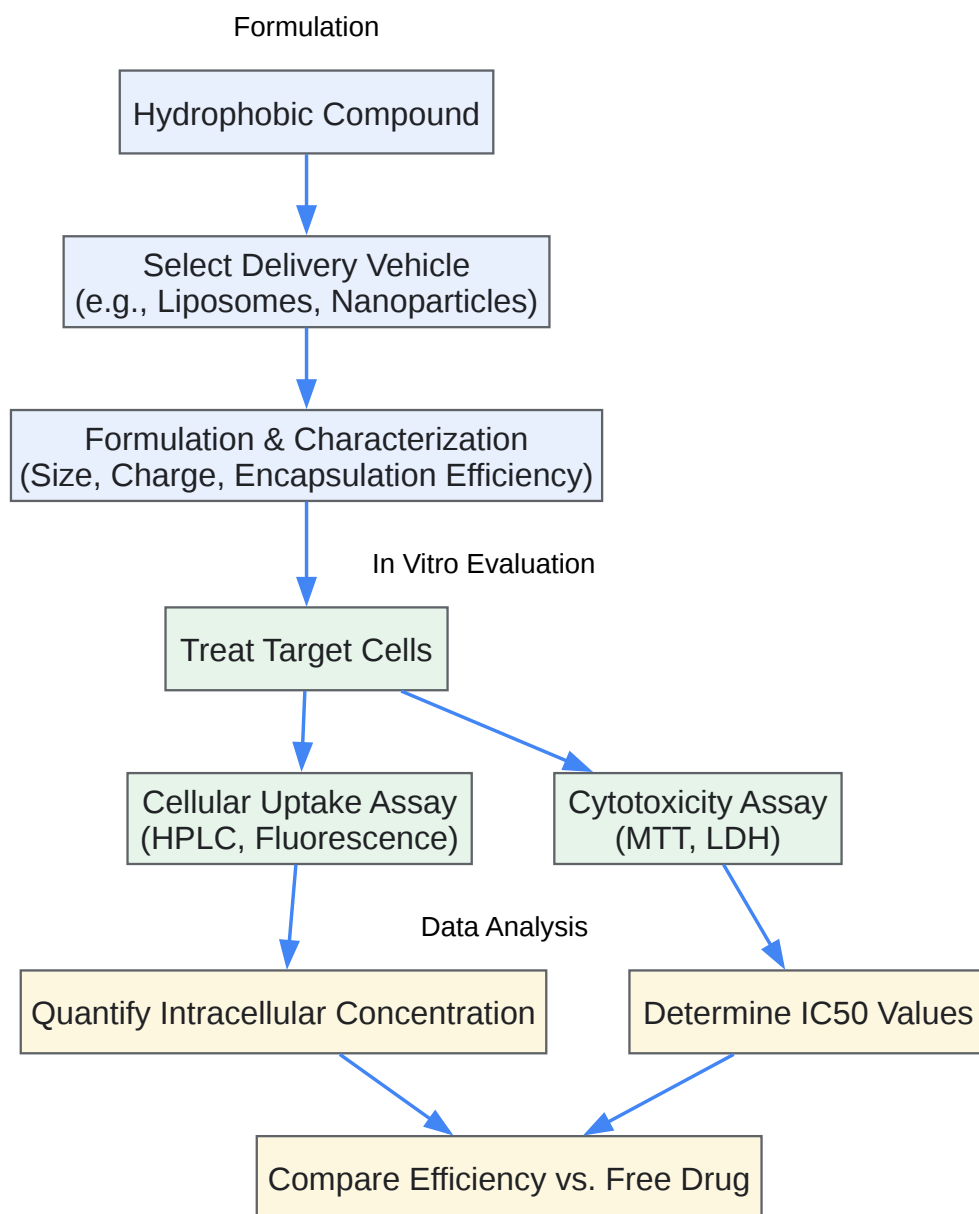 Formulation
Hydrophobic Compound
Select Delivery Vehicle
(e.g., Liposomes, Nanoparticles)
Formulation & Characterization
(Size, Charge, Encapsulation Efficiency)
In Vitro Evaluation
Treat Target Cells
Cellular Uptake Assay
(HPLC, Fluorescence)
Cytotoxicity Assay
(MTT, LDH)
Data Analysis
Quantify Intracellular Concentration
Determine IC50 Values
Compare Efficiency vs. Free Drug